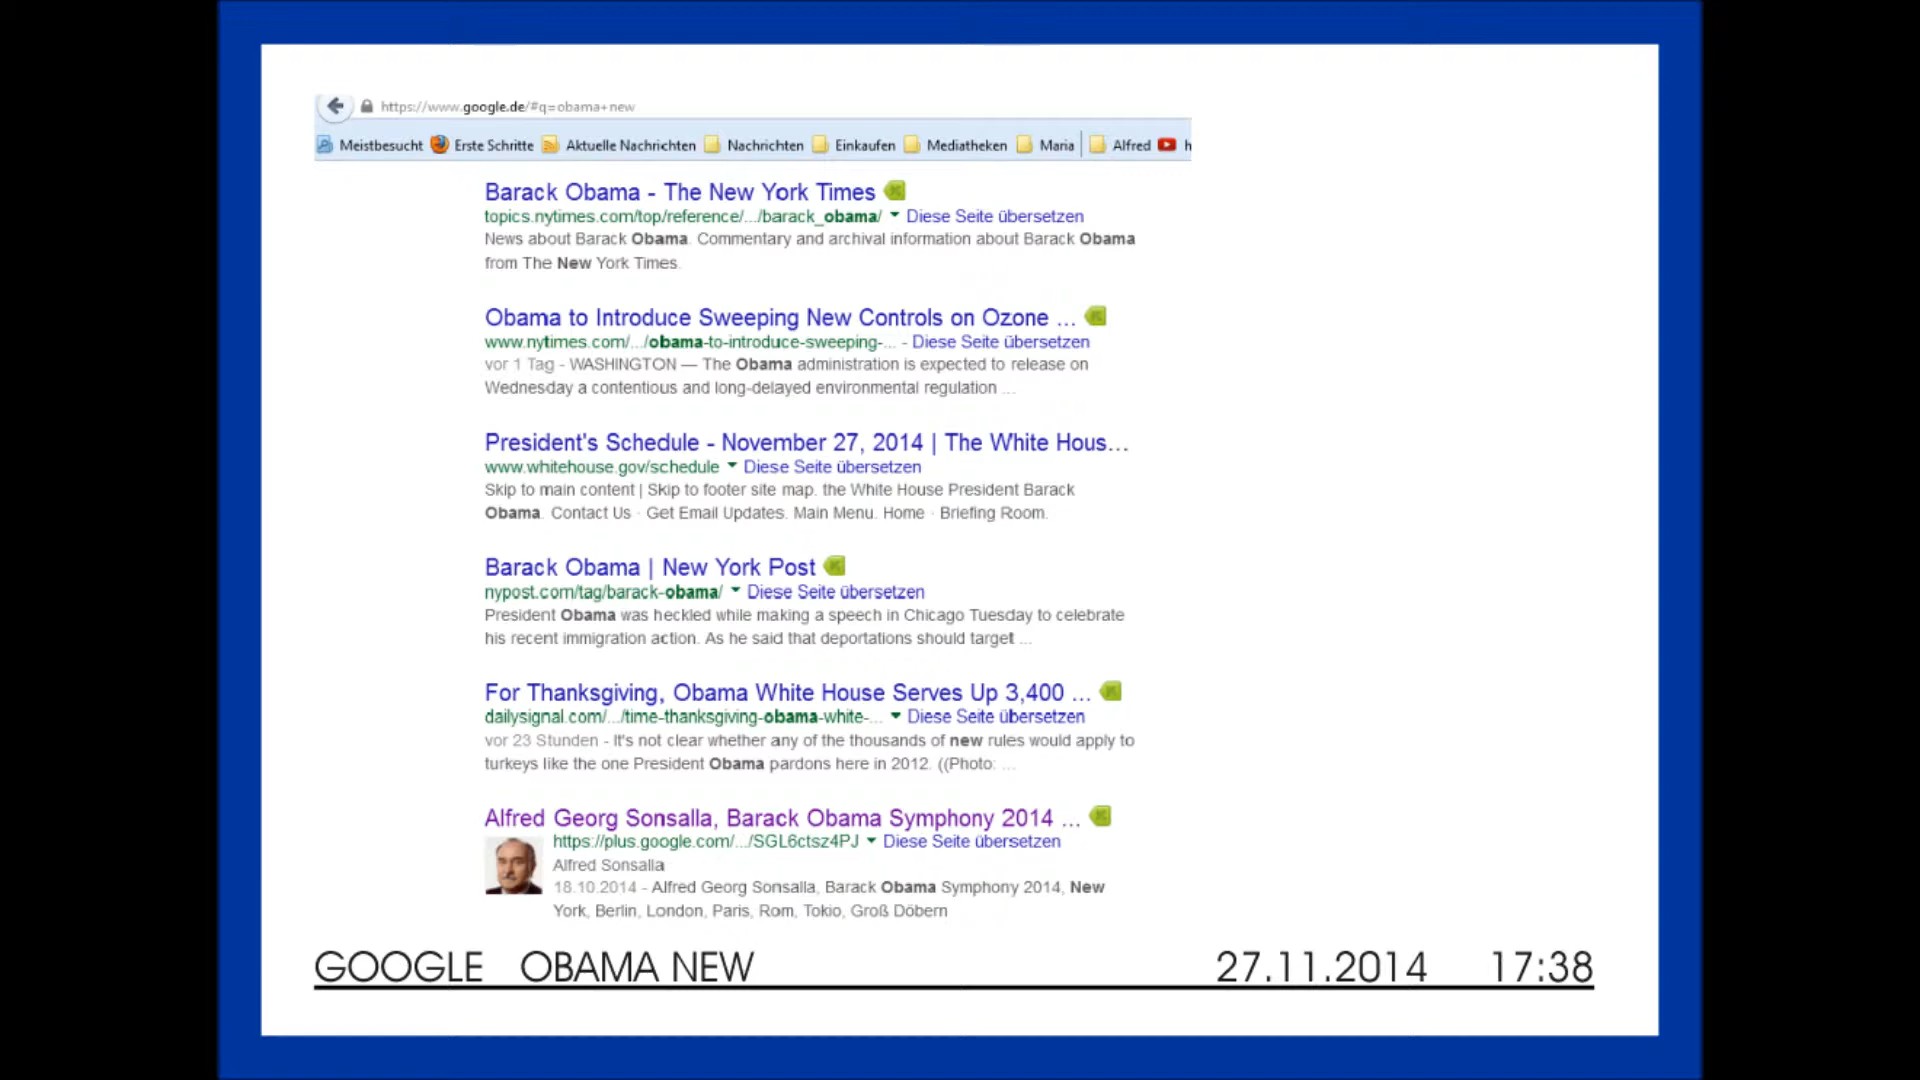 https://www.google.de/#q=obama+new
Meistbesucht Erste Schritte Aktuelle Nachrichten Nachrichten Einkaufen Mediatheken Maria Alfred h
Barack Obama - The New York Times
topics.nytimes.com/top/reference/.../barack_obama/ Diese Seite übersetzen
News about Barack Obama. Commentary and archival information about Barack Obama
from The New York Times.
Obama to Introduce Sweeping New Controls on Ozone ...
www.nytimes.com/.../obama-to-introduce-sweeping-... - Diese Seite übersetzen
vor 1 Tag - WASHINGTON — The Obama administration is expected to release on
Wednesday a contentious and long-delayed environmental regulation ...
President's Schedule - November 27, 2014 | The White Hous...
www.whitehouse.gov/schedule Diese Seite übersetzen
Skip to main content | Skip to footer site map. the White House President Barack
Obama. Contact Us · Get Email Updates. Main Menu. Home · Briefing Room.
Barack Obama | New York Post
nypost.com/tag/barack-obama/ Diese Seite übersetzen
President Obama was heckled while making a speech in Chicago Tuesday to celebrate
his recent immigration action. As he said that deportations should target ...
For Thanksgiving, Obama White House Serves Up 3,400 ...
dailysignal.com/.../time-thanksgiving-obama-white-... Diese Seite übersetzen
vor 23 Stunden - It's not clear whether any of the thousands of new rules would apply to
turkeys like the one President Obama pardons here in 2012. ((Photo: ...
Alfred Georg Sonsalla, Barack Obama Symphony 2014 ...
https://plus.google.com/.../SGL6ctsz4PJ Diese Seite übersetzen
Alfred Sonsalla
18.10.2014 - Alfred Georg Sonsalla, Barack Obama Symphony 2014, New
York, Berlin, London, Paris, Rom, Tokio, Groß Döbern
GOOGLE OBAMA NEW 27.11.2014 17:38